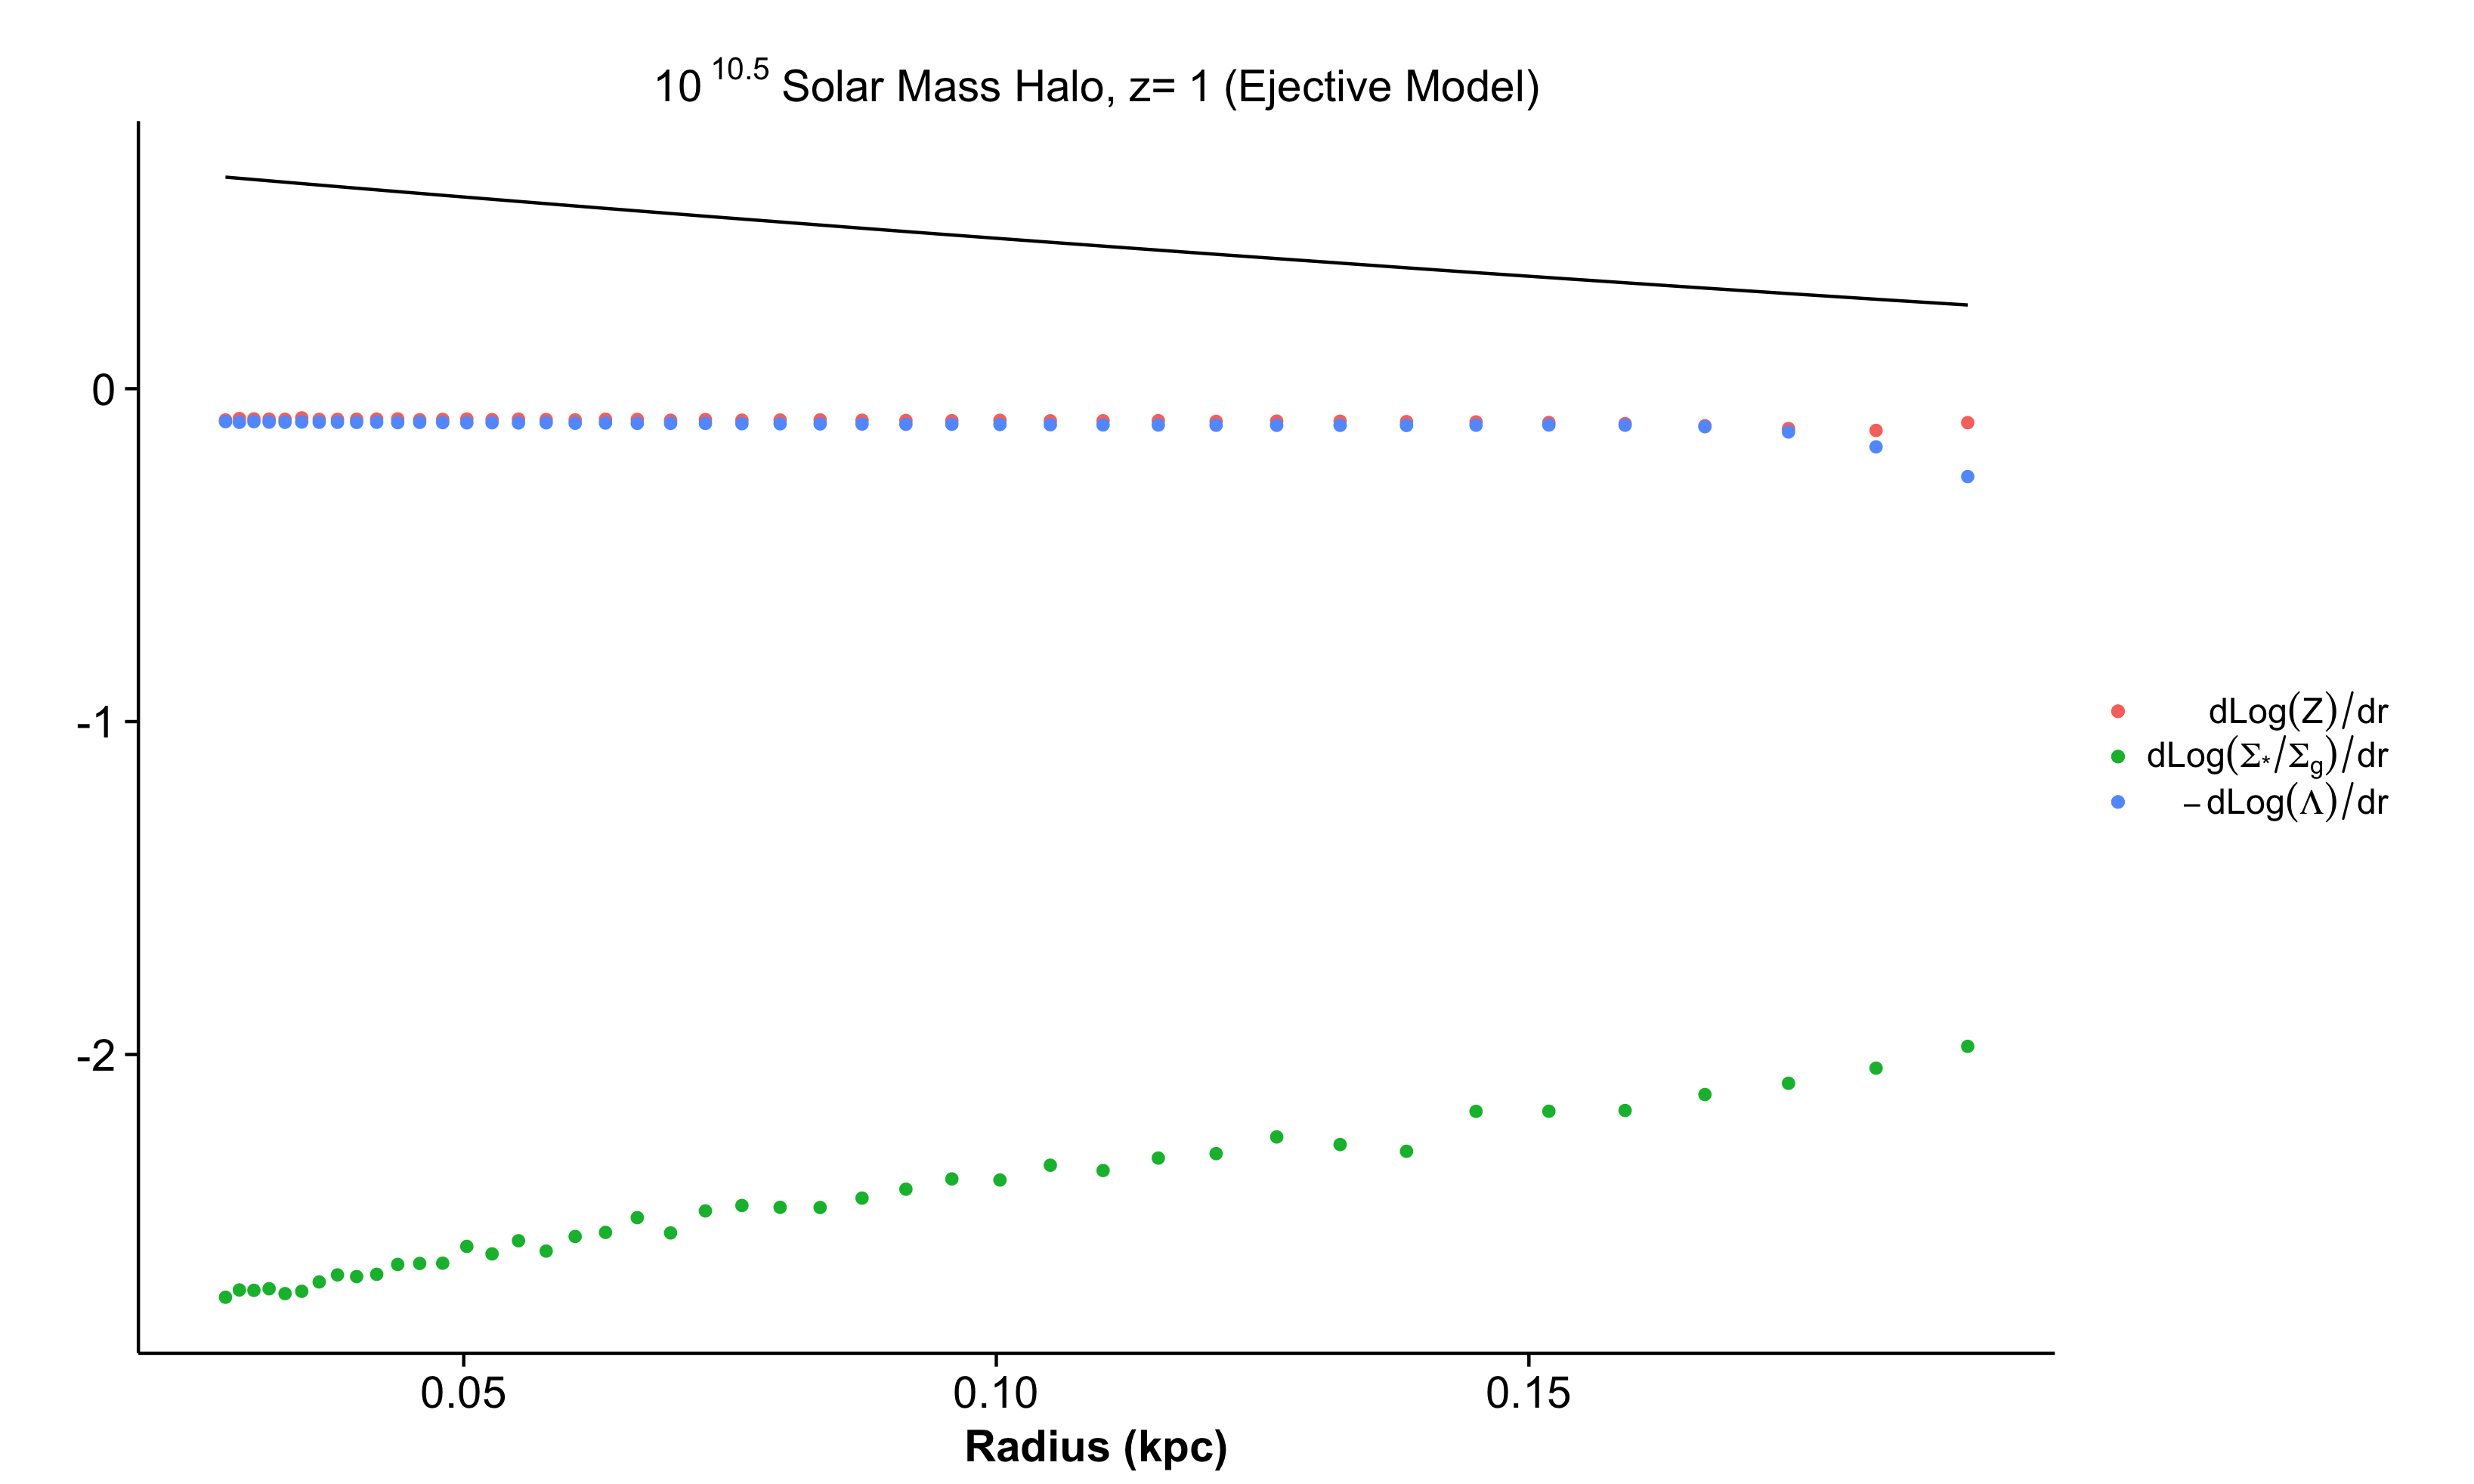 10 10.5 Solar Mass Halo, z= 1 (Ejective Model)
0
-1
-2
dLog(Z)/dr
dLog(Σ*/Σg)/dr
– dLog(Λ)/dr
0.05 0.10 0.15
Radius (kpc)